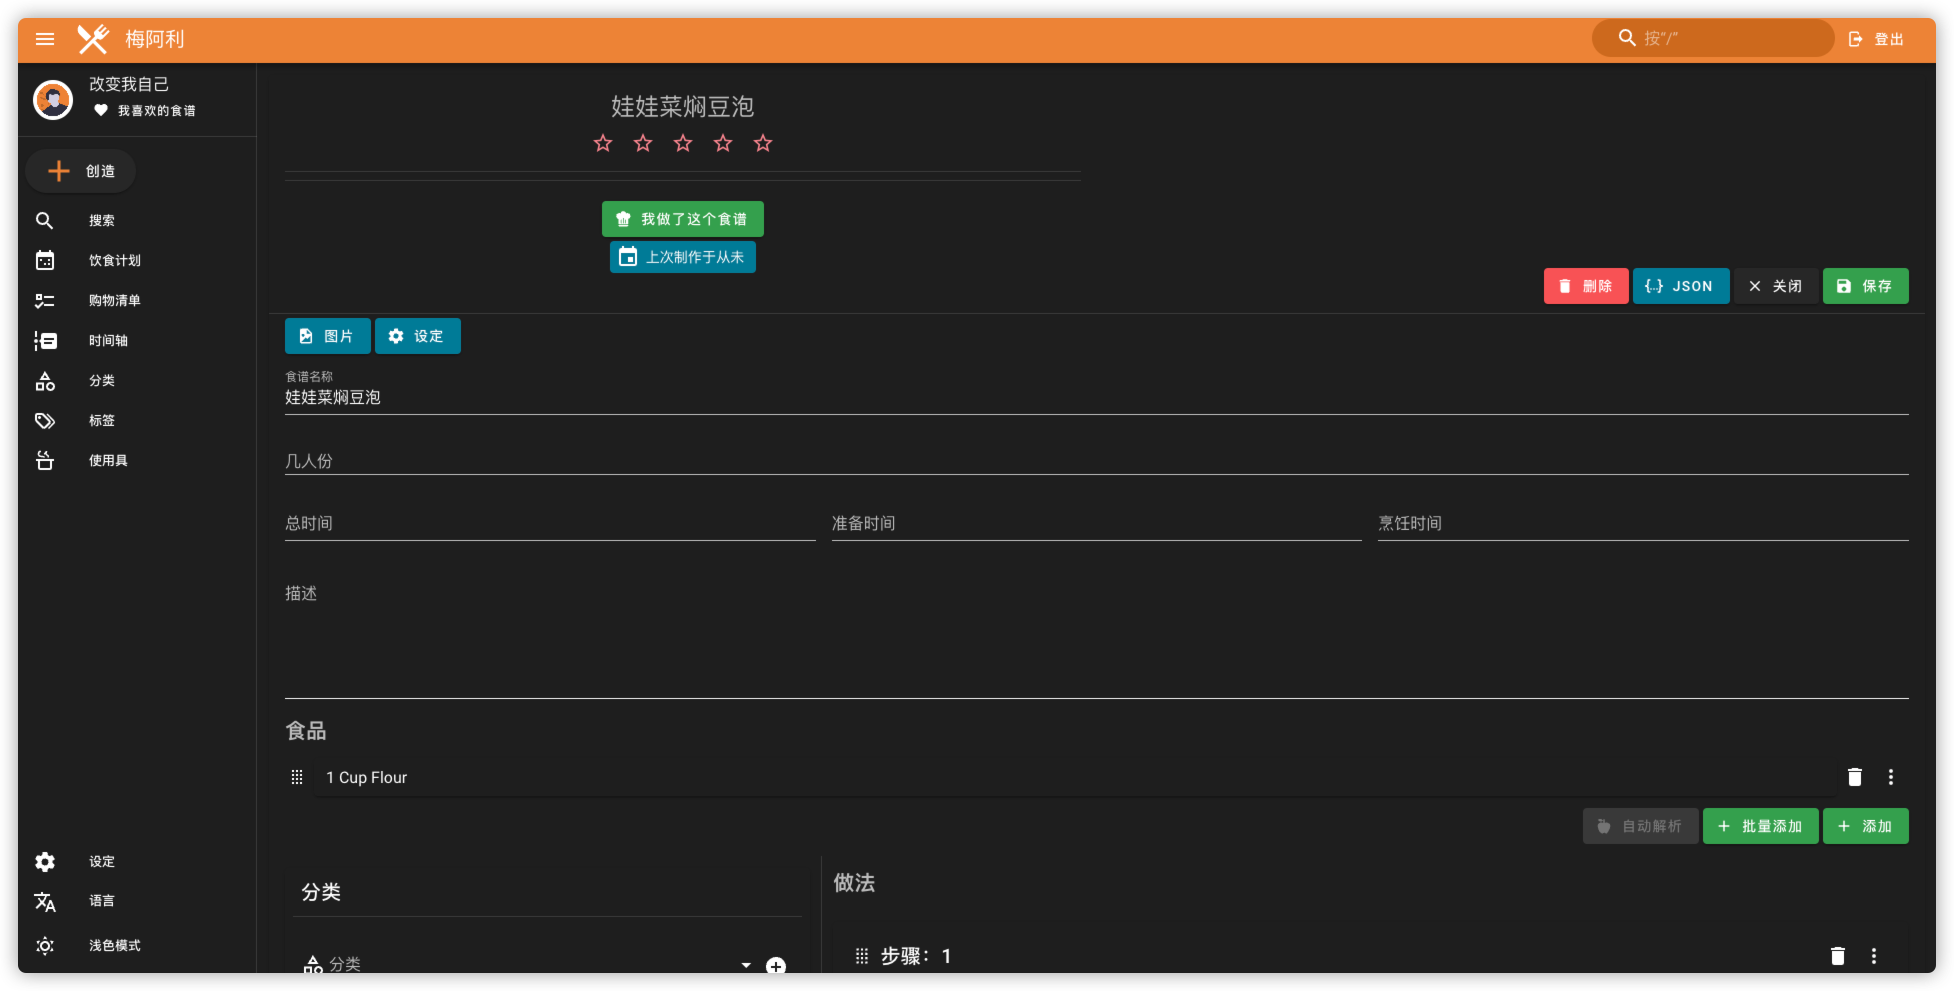 梅阿利
按"/"
登出
改变我自己
我喜欢的食谱
创造
搜索
饮食计划
购物清单
时间轴
分类
标签
使用具
设定
语言
浅色模式
娃娃菜焖豆泡
我做了这个食谱
上次制作于从未
删除
{..} JSON
关闭
保存
图片
设定
食谱名称
娃娃菜焖豆泡
几人份
总时间
准备时间
烹饪时间
描述
食品
1 Cup Flour
自动解析
批量添加
添加
分类
分类
做法
步骤：1